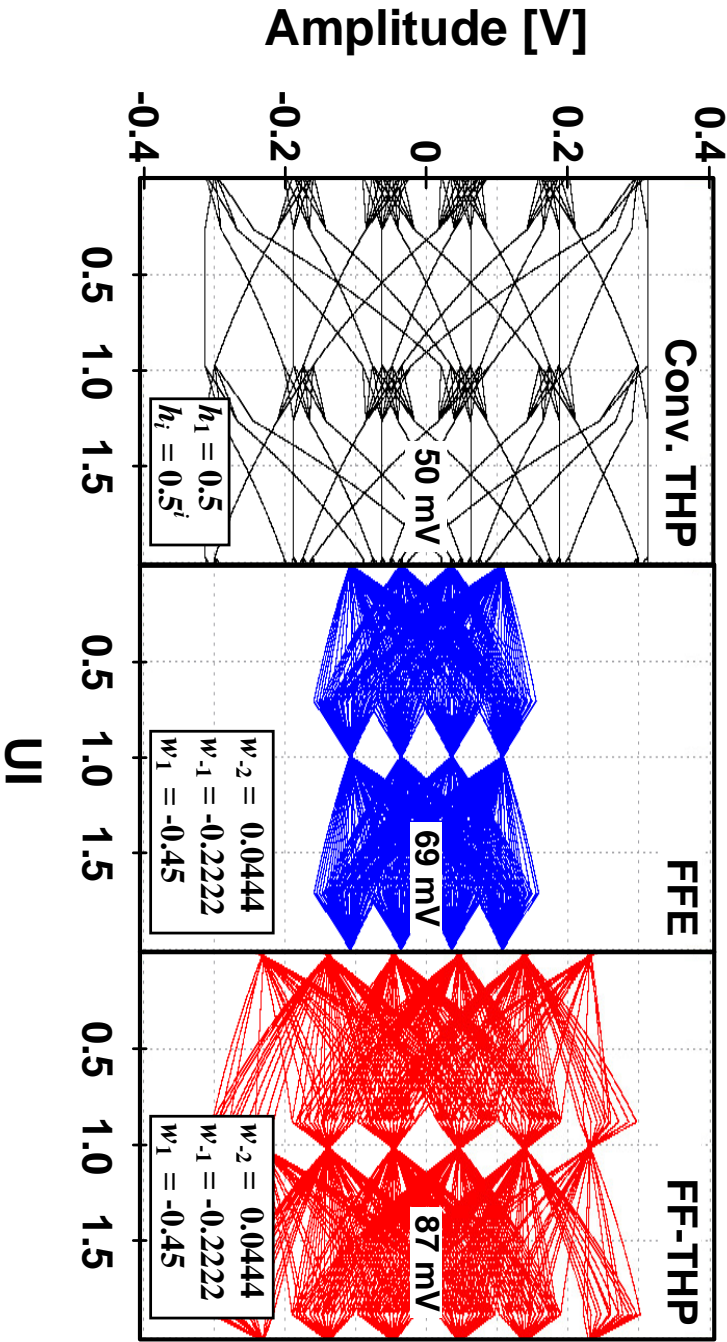 Amplitude [V]
0.4
0.2
0
-0.2
-0.4
Conv. THP
50 mV
h₁ = 0.5
hᵢ = 0.5ⁱ
0.5 1.0 1.5
FFE
69 mV
w₋₂ = 0.0444
w₋₁ = -0.2222
w₁ = -0.45
0.5 1.0 1.5
FF-THP
87 mV
w₋₂ = 0.0444
w₋₁ = -0.2222
w₁ = -0.45
0.5 1.0 1.5
UI